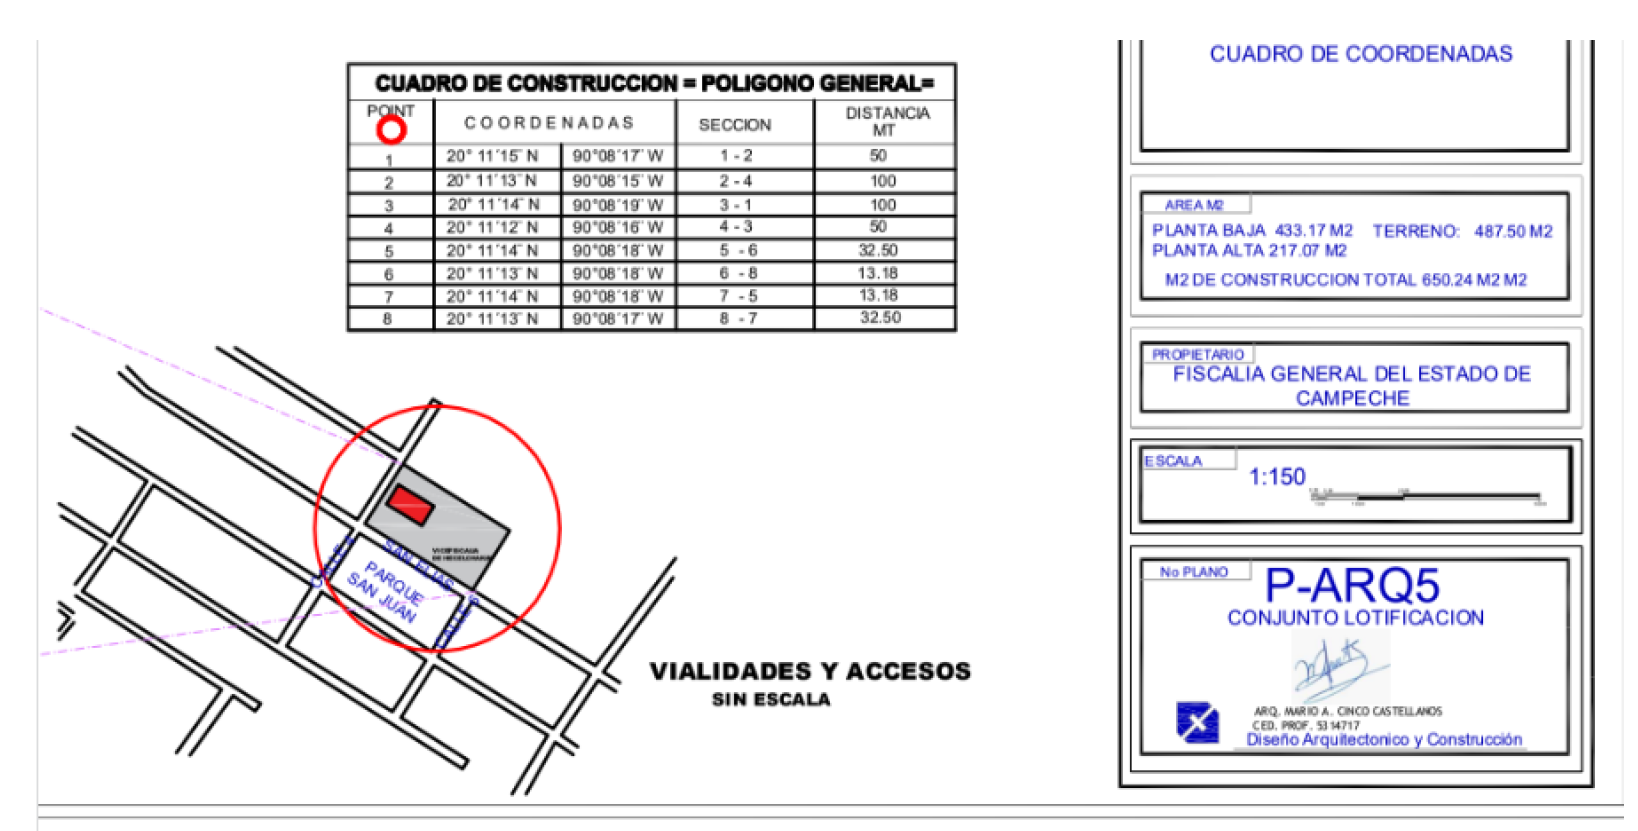 CUADRO DE CONSTRUCCION = POLIGONO GENERAL=
POINT COORDENADAS SECCION DISTANCIA MT
1 20° 11´15¨ N 90°08´17¨ W 1 - 2 50
2 20° 11´13¨ N 90°08´15¨ W 2 - 4 100
3 20° 11´14¨ N 90°08´19¨ W 3 - 1 100
4 20° 11´12¨ N 90°08´16¨ W 4 - 3 50
5 20° 11´14¨ N 90°08´18¨ W 5 - 6 32.50
6 20° 11´13¨ N 90°08´18¨ W 6 - 8 13.18
7 20° 11´14¨ N 90°08´18¨ W 7 - 5 13.18
8 20° 11´13¨ N 90°08´17¨ W 8 - 7 32.50
SAN ELIAS
PARQUE
SAN JUAN
VIALIDADES Y ACCESOS
SIN ESCALA
CUADRO DE COORDENADAS
AREA M2
PLANTA BAJA 433.17 M2 TERRENO: 487.50 M2
PLANTA ALTA 217.07 M2
M2 DE CONSTRUCCION TOTAL 650.24 M2 M2
PROPIETARIO
FISCALIA GENERAL DEL ESTADO DE
CAMPECHE
ESCALA
1:150
No PLANO
P-ARQ5
CONJUNTO LOTIFICACION
ARQ. MARIO A. CINCO CASTELLANOS
CED. PROF. 5314717
Diseño Arquitectonico y Construcción